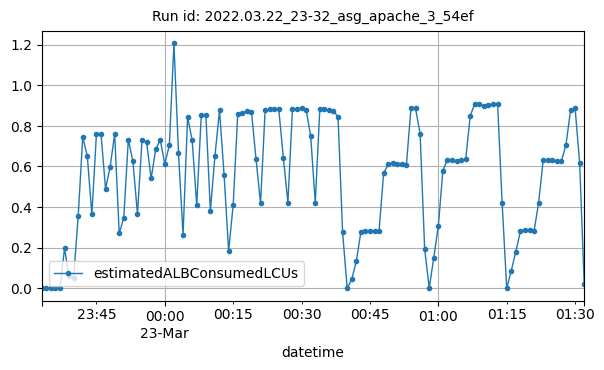 Run id: 2022.03.22_23-32_asg_apache_3_54ef
1.2
1.0
0.8
0.6
0.4
0.2
0.0
estimatedALBConsumedLCUs
23:45 00:00 00:15 00:30 00:45 01:00 01:15 01:30
23-Mar
datetime